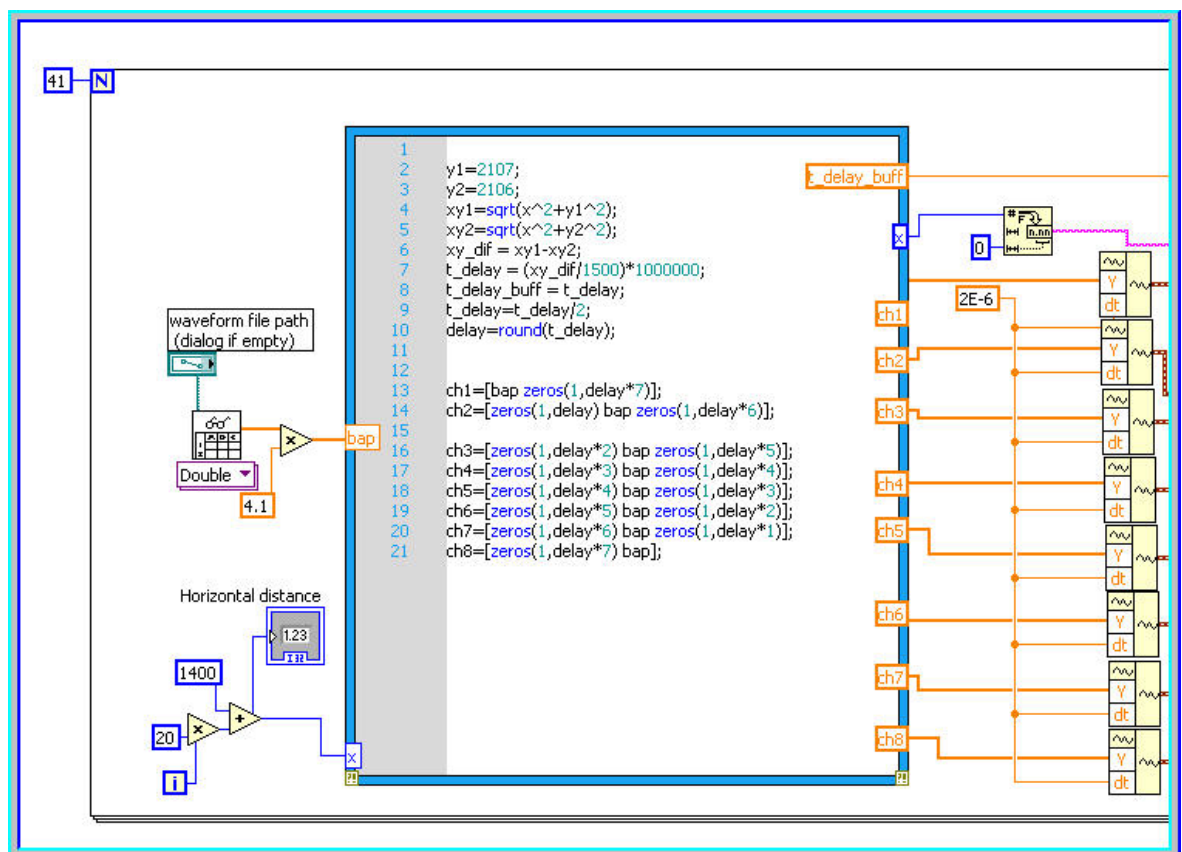 41
N
1
2 y1=2107;
3 y2=2106;
4 xy1=sqrt(x^2+y1^2);
5 xy2=sqrt(x^2+y2^2);
6 xy_dif = xy1-xy2;
7 t_delay = (xy_dif/1500)*1000000;
8 t_delay_buff = t_delay;
9 t_delay=t_delay/2;
10 delay=round(t_delay);
11
12
13 ch1=[bap zeros(1,delay*7)];
14 ch2=[zeros(1,delay) bap zeros(1,delay*6)];
15
16 ch3=[zeros(1,delay*2) bap zeros(1,delay*5)];
17 ch4=[zeros(1,delay*3) bap zeros(1,delay*4)];
18 ch5=[zeros(1,delay*4) bap zeros(1,delay*3)];
19 ch6=[zeros(1,delay*5) bap zeros(1,delay*2)];
20 ch7=[zeros(1,delay*6) bap zeros(1,delay*1)];
21 ch8=[zeros(1,delay*7) bap];
waveform file path
(dialog if empty)
Double
×
4.1
bap
Horizontal distance
1.23
I32
1400
+
20
×
i
x
t_delay_buff
x
ch1
ch2
ch3
ch4
ch5
ch6
ch7
ch8
#
F
n.nn
0
2E-6
Y
dt
Y
dt
Y
dt
Y
dt
Y
dt
Y
dt
Y
dt
Y
dt